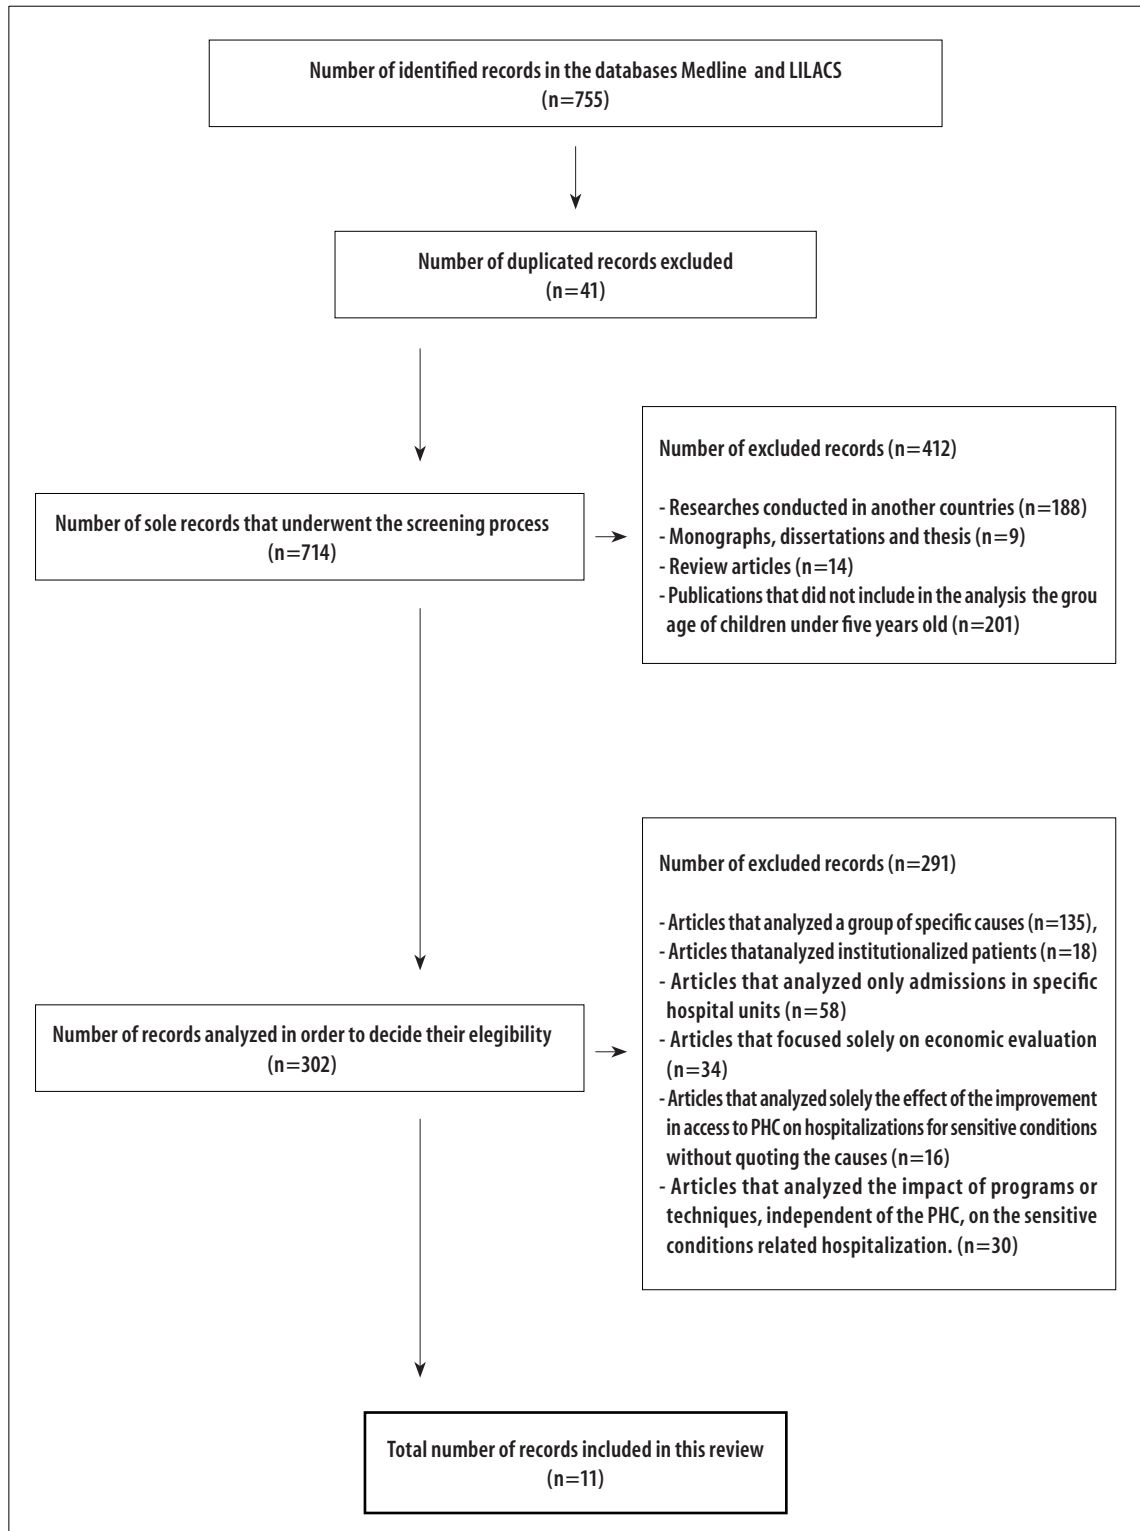 Number of identified records in the databases Medline and LILACS
(n=755)
Number of duplicated records excluded
(n=41)
Number of sole records that underwent the screening process
(n=714)
Number of excluded records (n=412)
- Researches conducted in another countries (n=188)
- Monographs, dissertations and thesis (n=9)
- Review articles (n=14)
- Publications that did not include in the analysis the grou
age of children under five years old (n=201)
Number of records analyzed in order to decide their elegibility
(n=302)
Number of excluded records (n=291)
- Articles that analyzed a group of specific causes (n=135),
- Articles thatanalyzed institutionalized patients (n=18)
- Articles that analyzed only admissions in specific
hospital units (n=58)
- Articles that focused solely on economic evaluation
(n=34)
- Articles that analyzed solely the effect of the improvement
in access to PHC on hospitalizations for sensitive conditions
without quoting the causes (n=16)
- Articles that analyzed the impact of programs or
techniques, independent of the PHC, on the sensitive
conditions related hospitalization. (n=30)
Total number of records included in this review
(n=11)